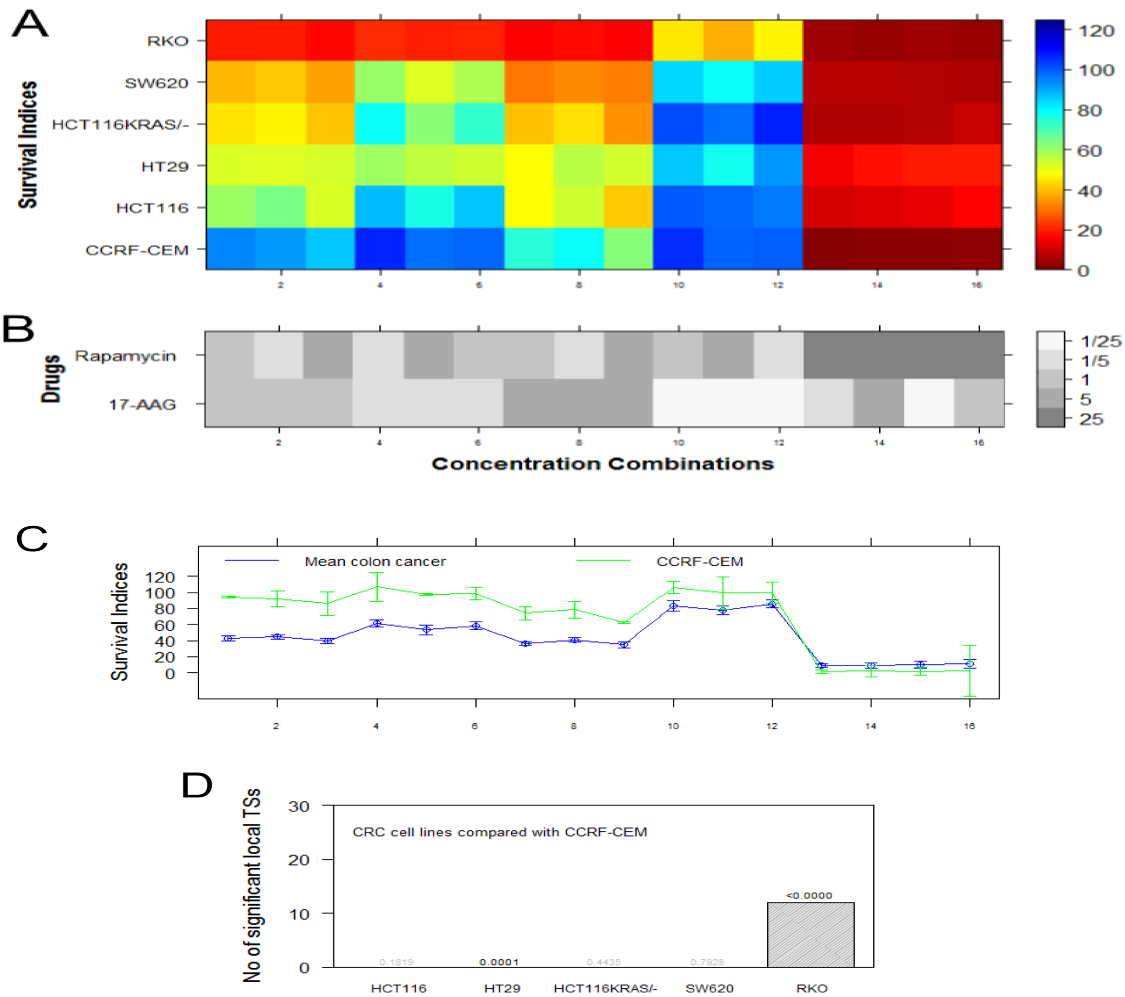 A
Survival Indices
RKO
SW620
HCT116KRAS/-
HT29
HCT116
CCRF-CEM
2 4 6 8 10 12 14 16
120
100
80
60
40
20
0
B
Drugs
Rapamycin
17-AAG
2 4 6 8 10 12 14 16
Concentration Combinations
1/25
1/5
1
5
25
C
Survival Indices
Mean colon cancer CCRF-CEM
120
100
80
60
40
20
0
2 4 6 8 10 12 14 16
D
No of significant local TSs
30
20
10
0
CRC cell lines compared with CCRF-CEM
0.1819 0.0001 0.4435 0.7928 <0.0000
HCT116 HT29 HCT116KRAS/- SW620 RKO